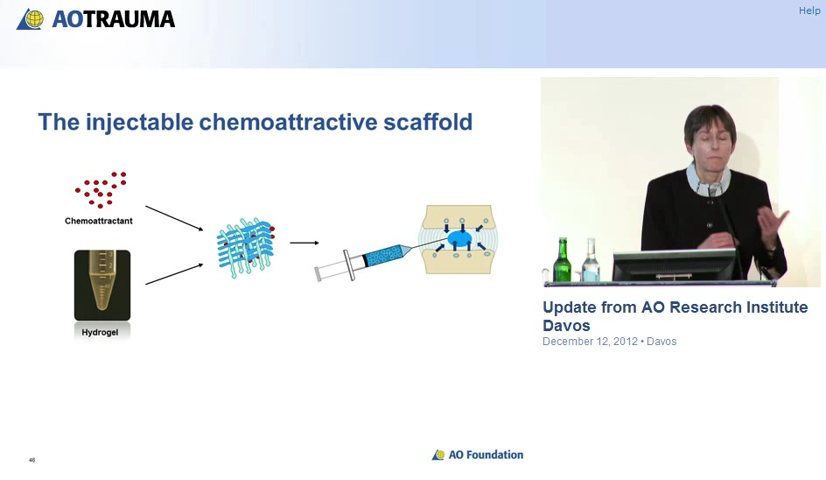 AOTRAUMA
Help
The injectable chemoattractive scaffold
Chemoattractant
Hydrogel
Update from AO Research Institute
Davos
December 12, 2012 • Davos
AO Foundation